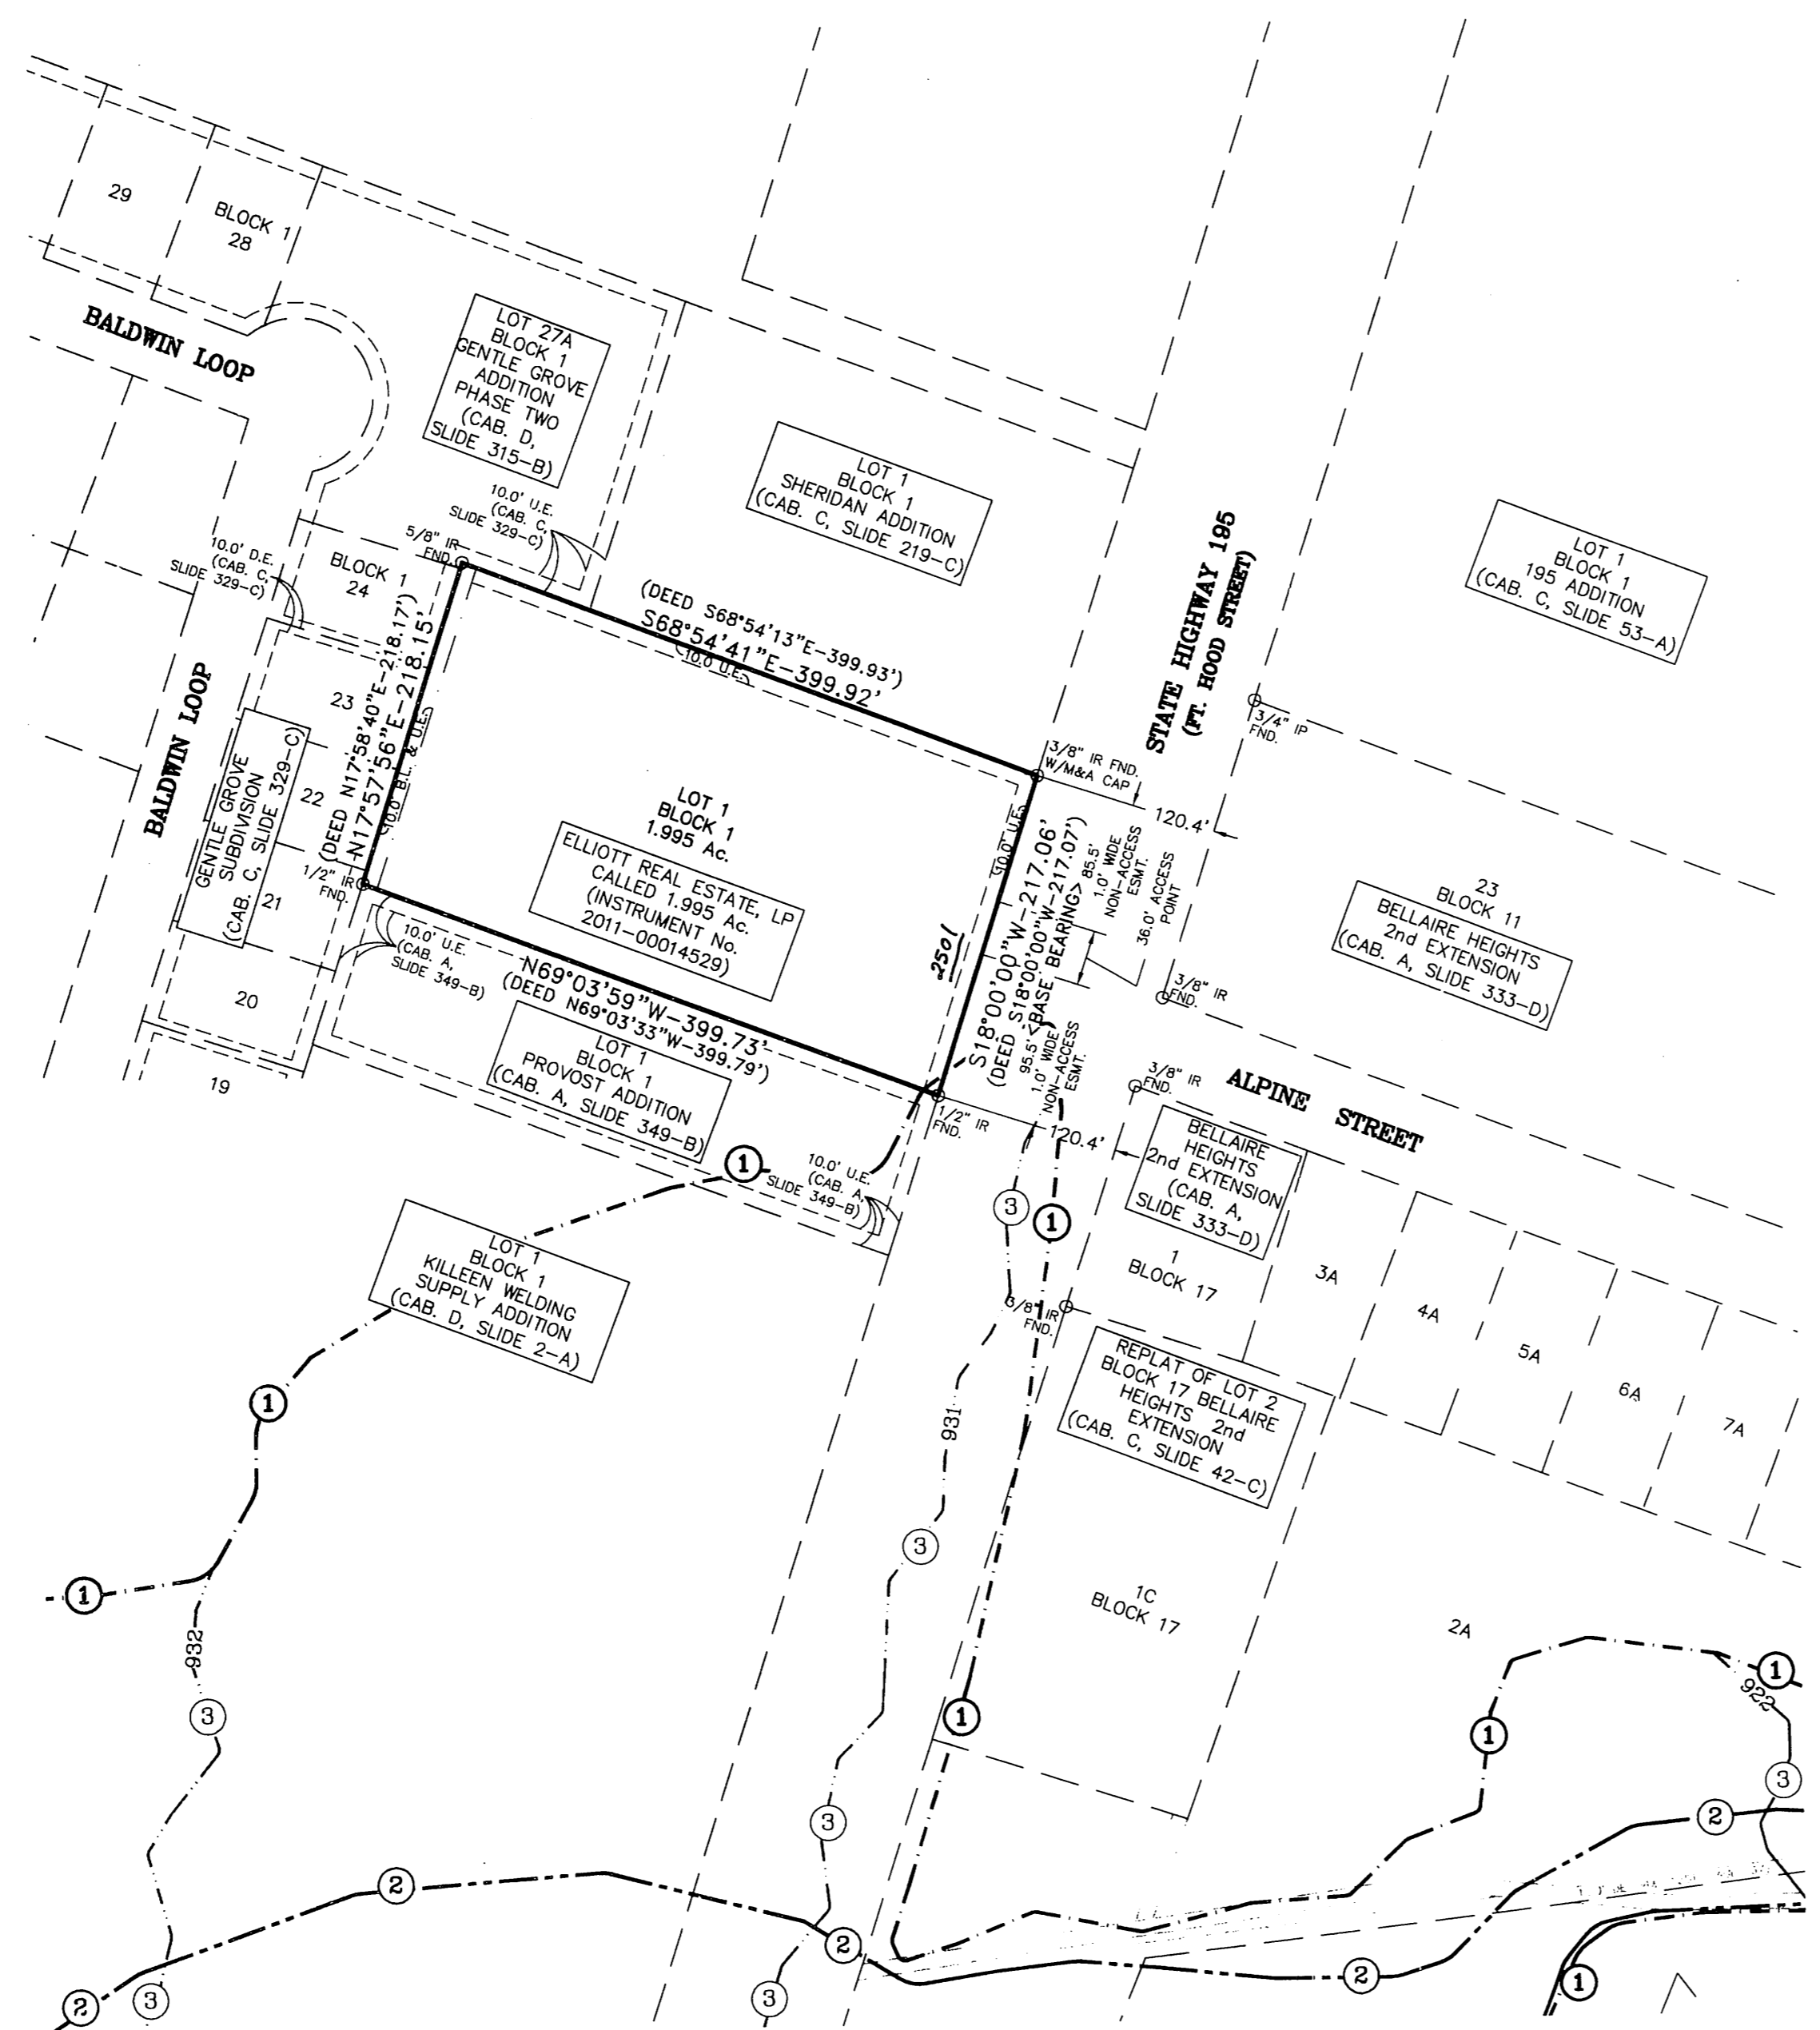 29
BLOCK 1
28
BALDWIN LOOP
LOT 27A
BLOCK 1
GENTLE GROVE
ADDITION
PHASE TWO
(CAB. D,
SLIDE 315-B)
LOT 1
BLOCK 1
SHERIDAN ADDITION
(CAB. C, SLIDE 219-C)
STATE HIGHWAY 195
(FT. HOOD STREET)
LOT 1
BLOCK 1
195 ADDITION
(CAB. C, SLIDE 53-A)
10.0' U.E.
(CAB. C,
SLIDE 329-C)
5/8" IR
FND.
10.0' D.E.
(CAB. C,
SLIDE 329-C)
BLOCK 1
24
(DEED S68°54'13"E-399.93')
S68°54'41"E-399.92'
(10.0 U.E.)
23
(DEED N17°58'40"E-218.17')
N17°57'56"E-218.15'
(10.0' B.L. & U.E.)
BALDWIN LOOP
GENTLE GROVE
SUBDIVISION
(CAB. C, SLIDE 329-C)
22
21
1/2" IR
FND.
3/4" IP
FND.
3/8" IR FND.
W/M&A CAP
120.4'
LOT 1
BLOCK 1
1.995 Ac.
ELLIOTT REAL ESTATE, LP
CALLED 1.995 Ac.
(INSTRUMENT No.
2011-00014529)
(10.0' U.E.)
2501
S18°00'00"W-217.06'
(DEED S18°00'00"W-217.07')
<BASE BEARING>
85.5'
1.0' WIDE
NON-ACCESS
ESMT.
36.0' ACCESS
POINT
95.5'
1.0' WIDE
NON-ACCESS
ESMT.
23
BLOCK 11
BELLAIRE HEIGHTS
2nd EXTENSION
(CAB. A, SLIDE 333-D)
10.0' U.E.
(CAB. A,
SLIDE 349-B)
N69°03'59"W-399.73'
(DEED N69°03'33"W-399.79')
20
19
LOT 1
BLOCK 1
PROVOST ADDITION
(CAB. A, SLIDE 349-B)
3/8" IR
FND.
3/8" IR
FND.
ALPINE STREET
1/2" IR
FND.
120.4'
1
10.0' U.E.
(CAB. A,
SLIDE 349-B)
BELLAIRE
HEIGHTS
2nd EXTENSION
(CAB. A,
SLIDE 333-D)
3
1
1
BLOCK 17
3A
4A
5A
6A
7A
LOT 1
BLOCK 1
KILLEEN WELDING
SUPPLY ADDITION
(CAB. D, SLIDE 2-A)
3/8" IR
FND.
REPLAT OF LOT 2
BLOCK 17 BELLAIRE
HEIGHTS 2nd
EXTENSION
(CAB. C, SLIDE 42-C)
1
931
3
1
1C
BLOCK 17
2A
932
3
1
1
1
922
3
3
2
2
2
2
2
3
3
1